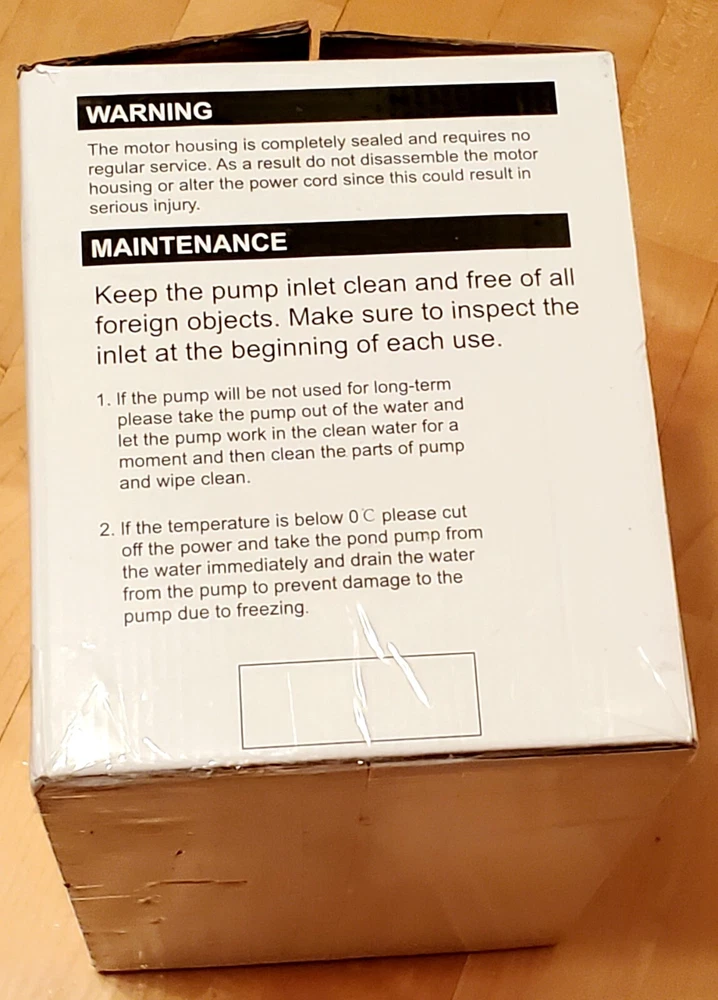 WARNING
The motor housing is completely sealed and requires no
regular service. As a result do not disassemble the motor
housing or alter the power cord since this could result in
serious injury.
MAINTENANCE
Keep the pump inlet clean and free of all
foreign objects. Make sure to inspect the
inlet at the beginning of each use.
1. If the pump will be not used for long-term
please take the pump out of the water and
let the pump work in the clean water for a
moment and then clean the parts of pump
and wipe clean.
2. If the temperature is below 0℃ please cut
off the power and take the pond pump from
the water immediately and drain the water
from the pump to prevent damage to the
pump due to freezing.